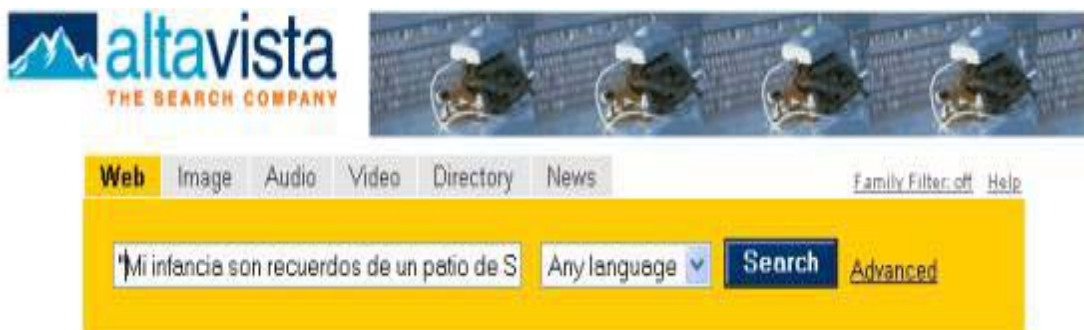 altavista
THE SEARCH COMPANY
Web Image Audio Video Directory News Family Filter: off Help
"Mi infancia son recuerdos de un patio de S Any language Search Advanced